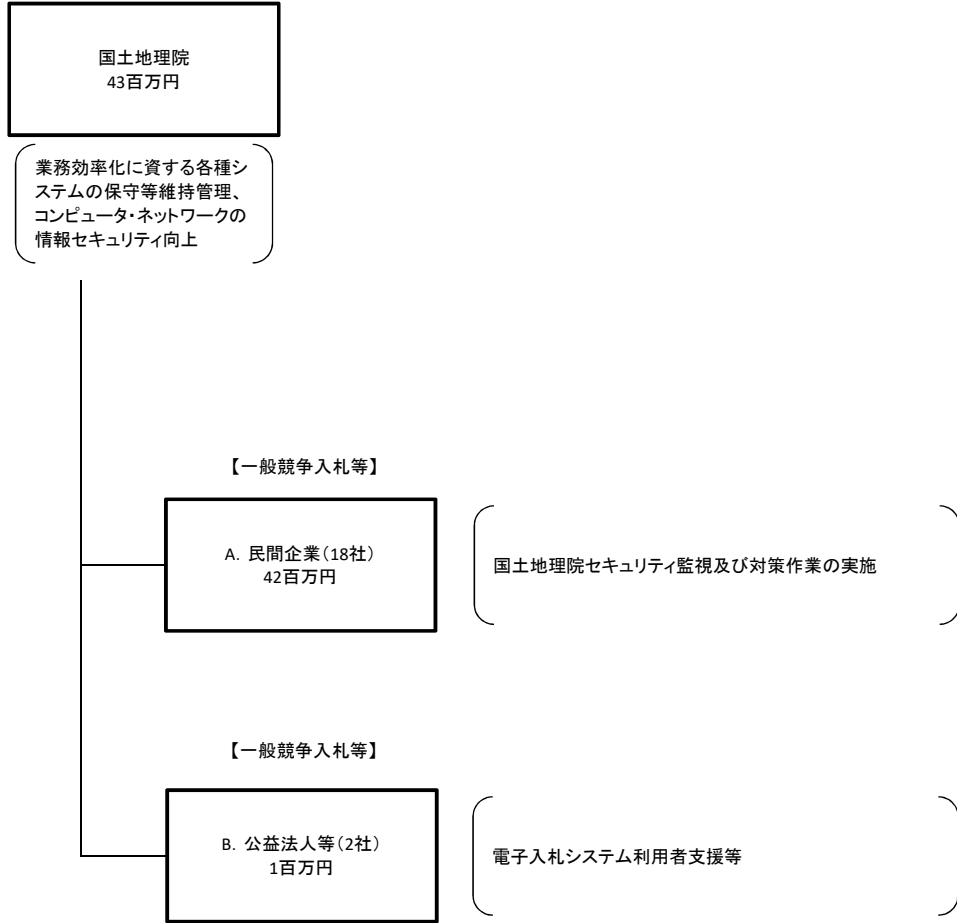 国土地理院
43百万円
業務効率化に資する各種シ
ステムの保守等維持管理、
コンピュータ・ネットワークの
情報セキュリティ向上
【一般競争入札等】
A. 民間企業(18社)
42百万円
国土地理院セキュリティ監視及び対策作業の実施
【一般競争入札等】
B. 公益法人等(2社)
1百万円
電子入札システム利用者支援等